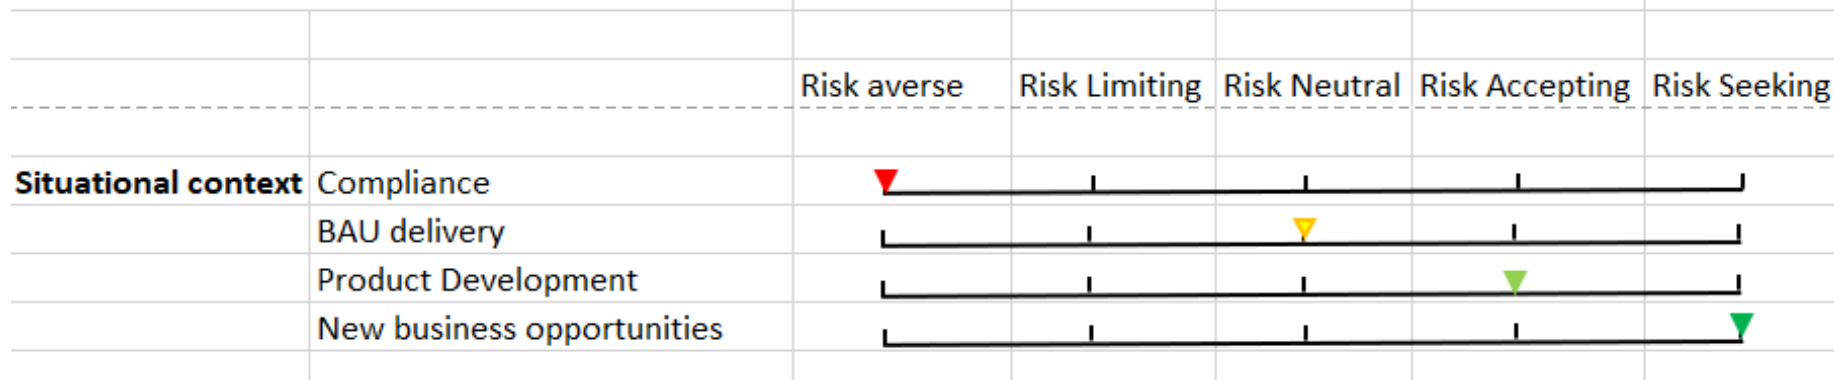 Risk averse Risk Limiting Risk Neutral Risk Accepting Risk Seeking
Situational context Compliance
BAU delivery
Product Development
New business opportunities